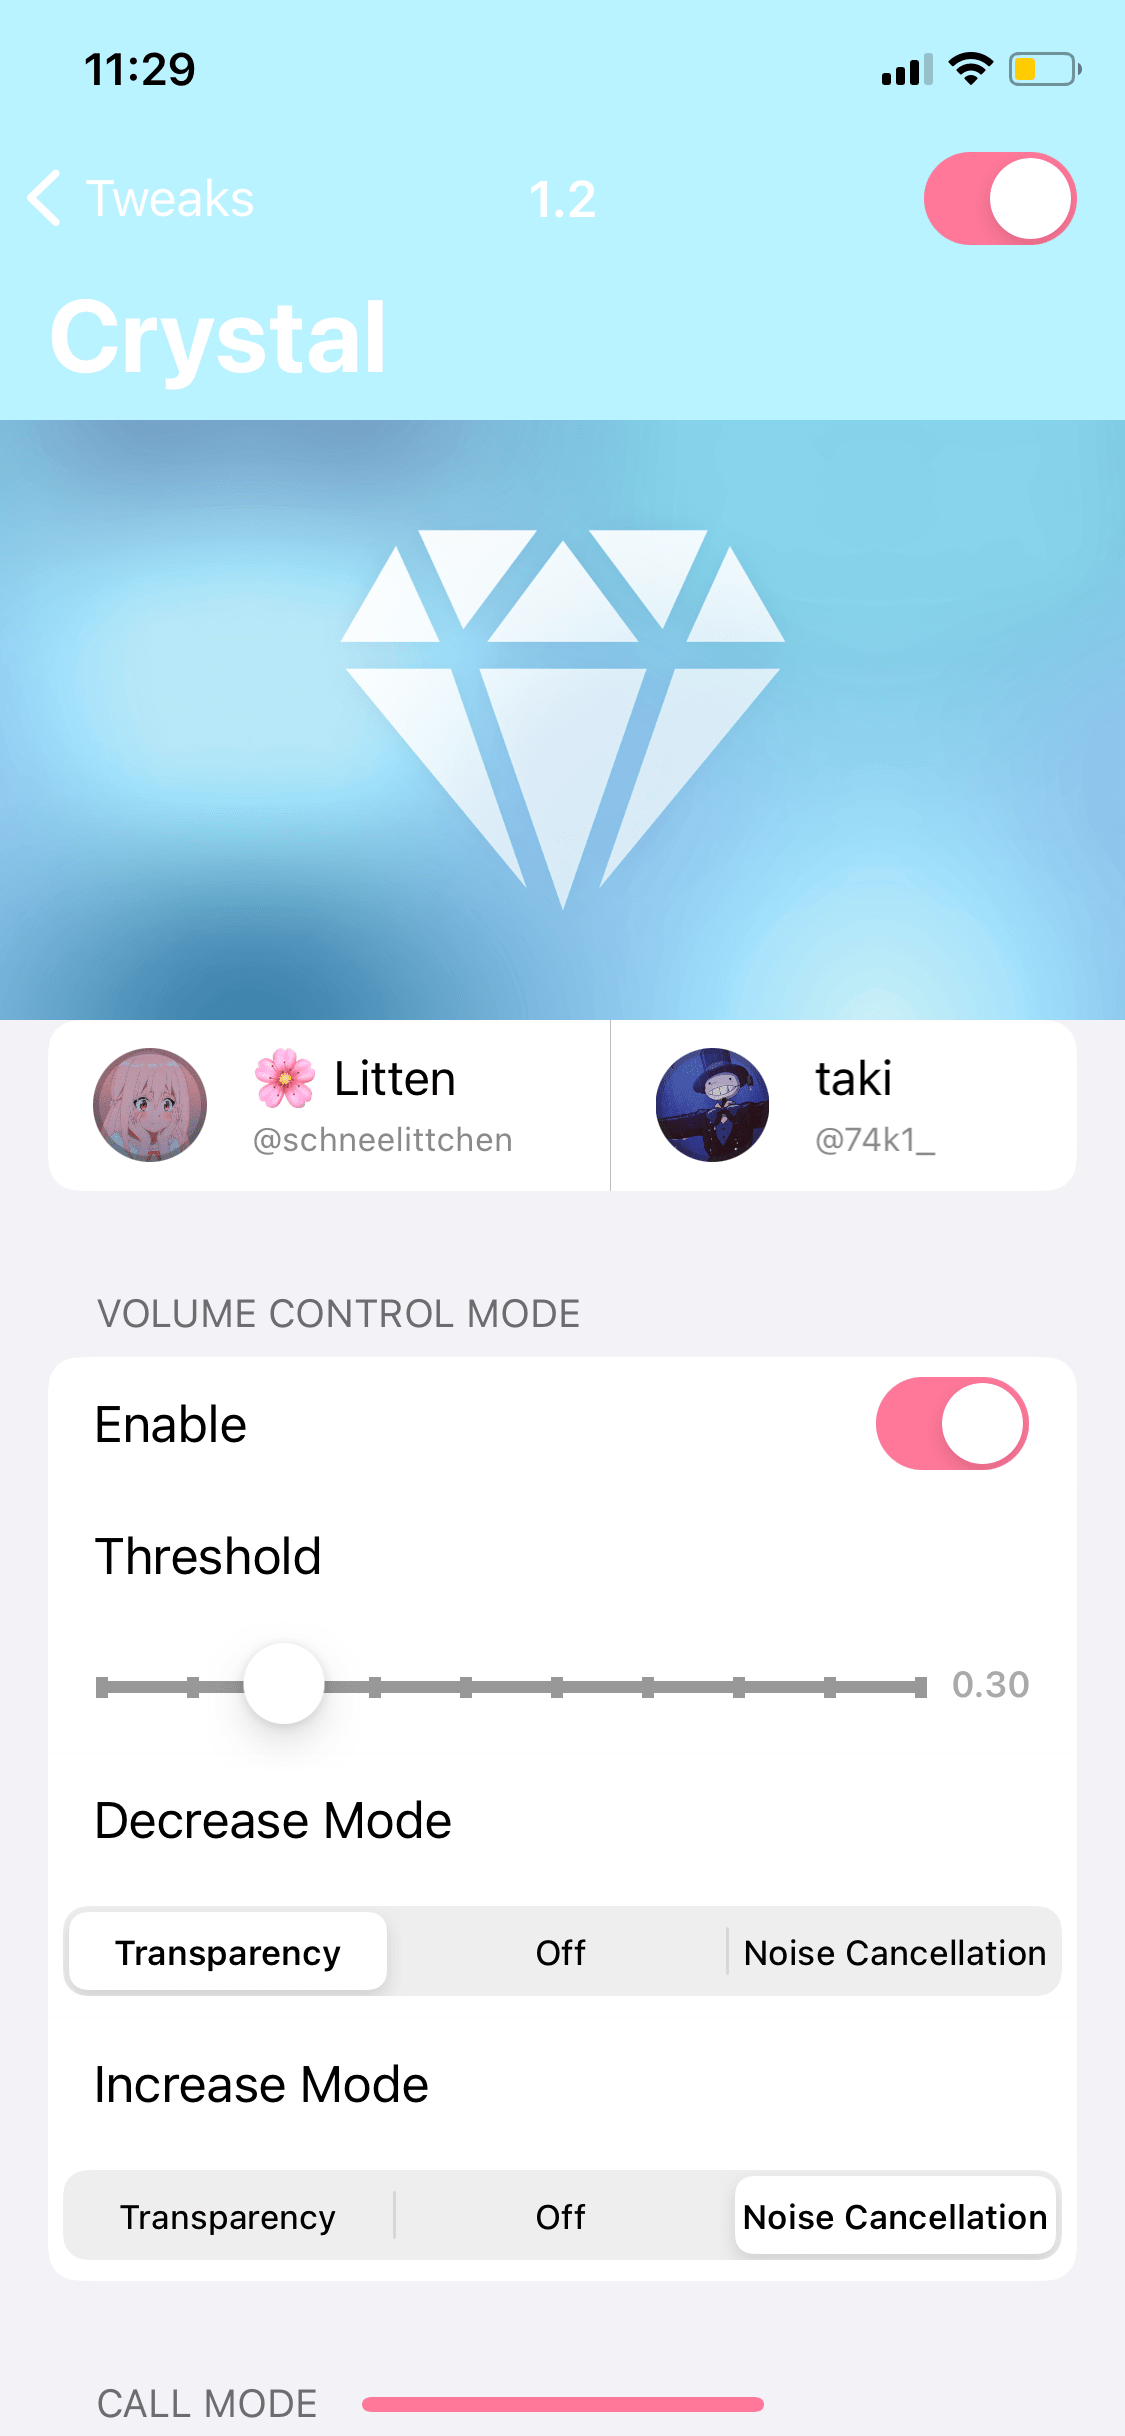 11:29
Tweaks
1.2
Crystal
🌸 Litten
@schneelittchen
taki
@74k1_
VOLUME CONTROL MODE
Enable
Threshold
0.30
Decrease Mode
Transparency Off Noise Cancellation
Increase Mode
Transparency Off Noise Cancellation
CALL MODE